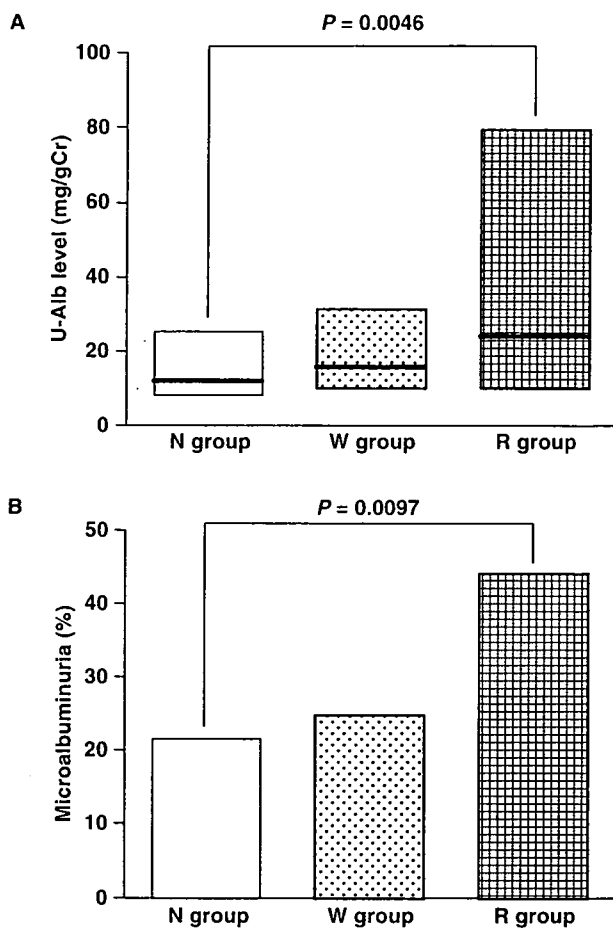 A
P = 0.0046
U-Alb level (mg/gCr)
100
80
60
40
20
0
N group W group R group
B
P = 0.0097
Microalbuminuria (%)
50
40
30
20
10
0
N group W group R group